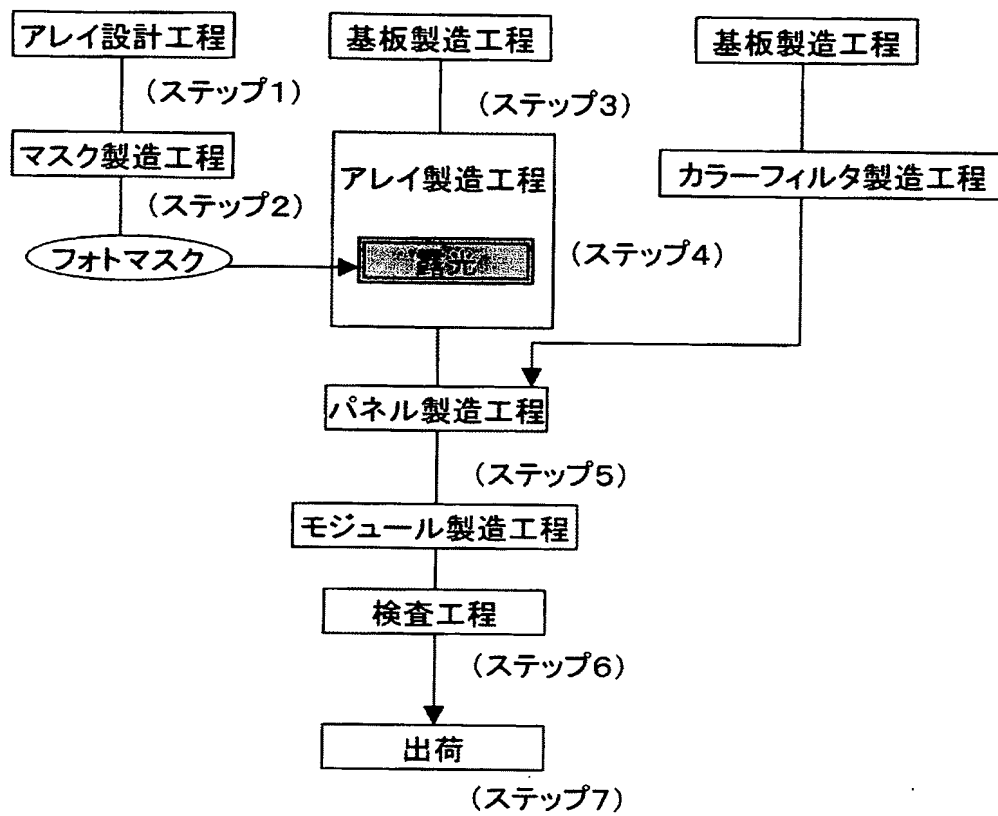 アレイ設計工程
基板製造工程
基板製造工程
(ステップ1)
(ステップ3)
マスク製造工程
アレイ製造工程
カラーフィルタ製造工程
(ステップ2)
フォトマスク
露光
(ステップ4)
パネル製造工程
(ステップ5)
モジュール製造工程
検査工程
(ステップ6)
出荷
(ステップ7)